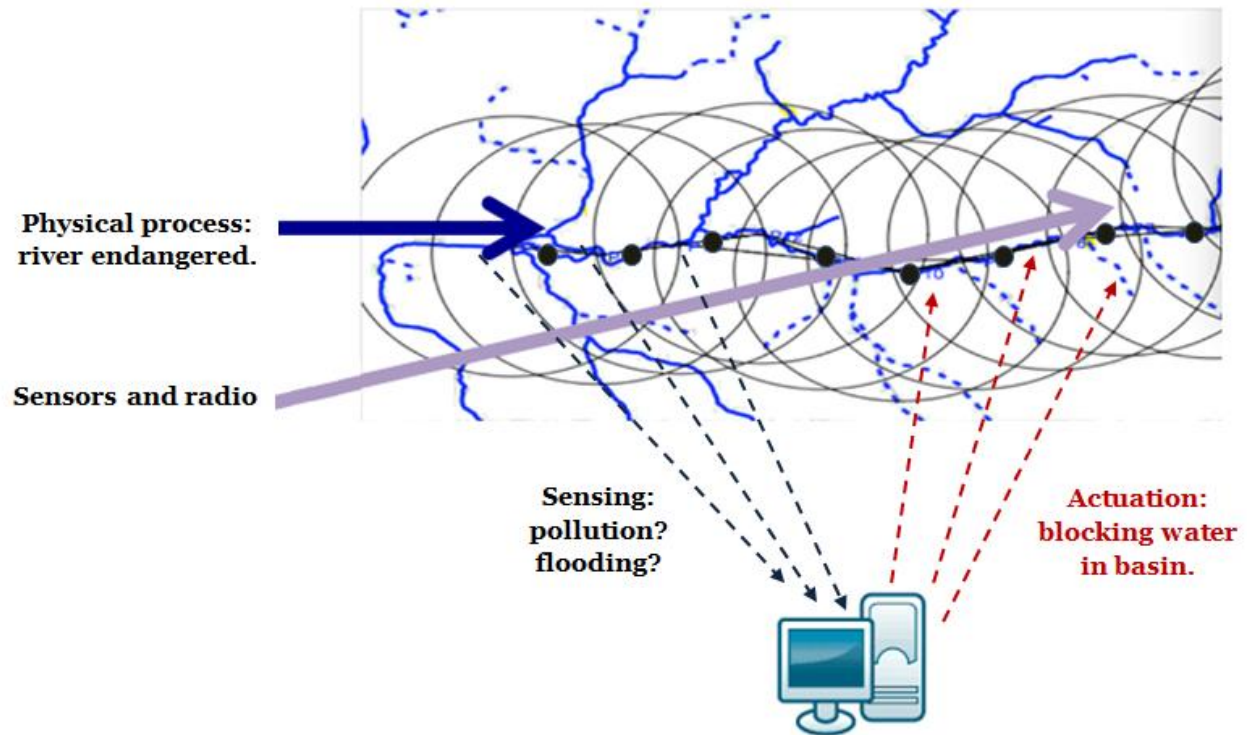 Physical process:
river endangered.
Sensors and radio
Sensing:
pollution?
flooding?
Actuation:
blocking water
in basin.